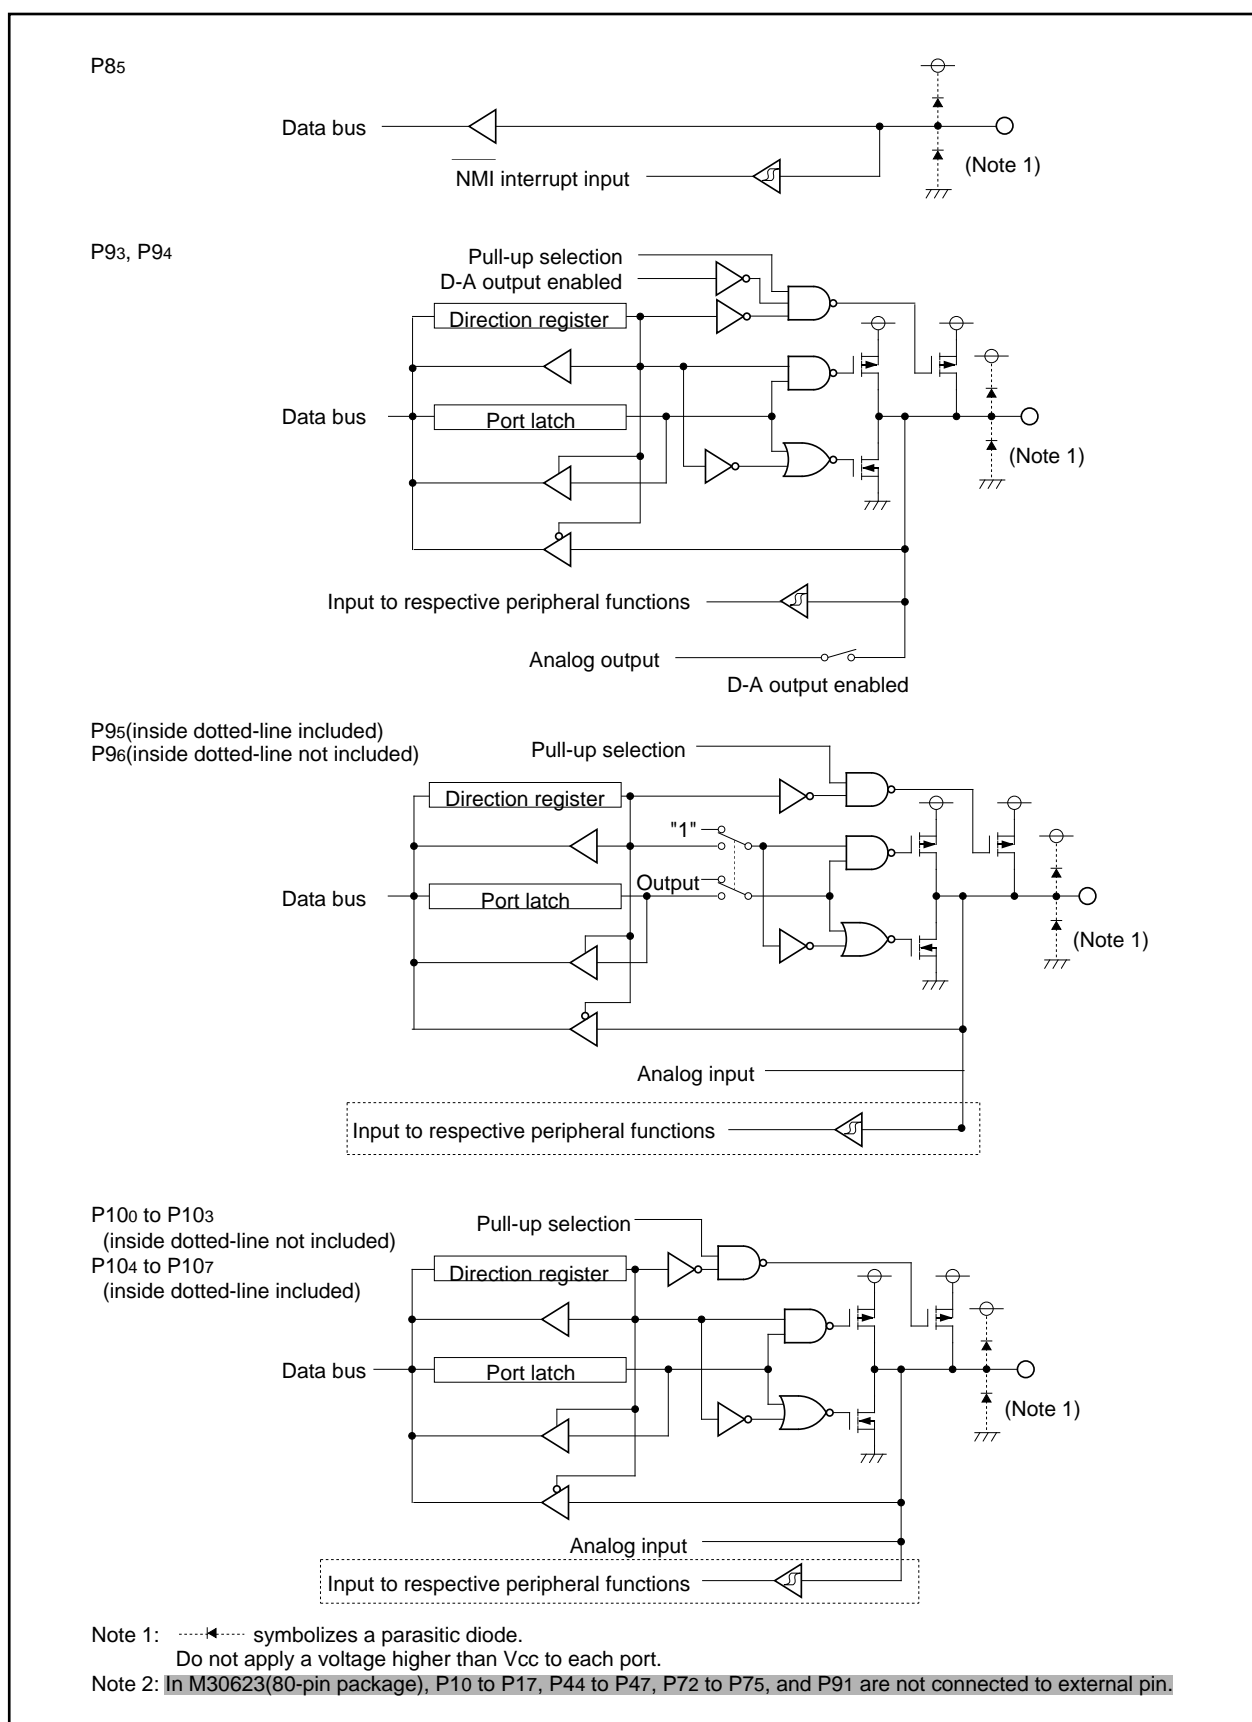 P85
Data bus
NMI interrupt input
(Note 1)
P93, P94
Pull-up selection
D-A output enabled
Direction register
Data bus
Port latch
(Note 1)
Input to respective peripheral functions
Analog output
D-A output enabled
P95(inside dotted-line included)
P96(inside dotted-line not included)
Pull-up selection
Direction register
"1"
Output
Data bus
Port latch
(Note 1)
Analog input
Input to respective peripheral functions
P100 to P103
(inside dotted-line not included)
P104 to P107
(inside dotted-line included)
Pull-up selection
Direction register
Data bus
Port latch
(Note 1)
Analog input
Input to respective peripheral functions
Note 1: symbolizes a parasitic diode.
Do not apply a voltage higher than Vcc to each port.
Note 2: In M30623(80-pin package), P10 to P17, P44 to P47, P72 to P75, and P91 are not connected to external pin.